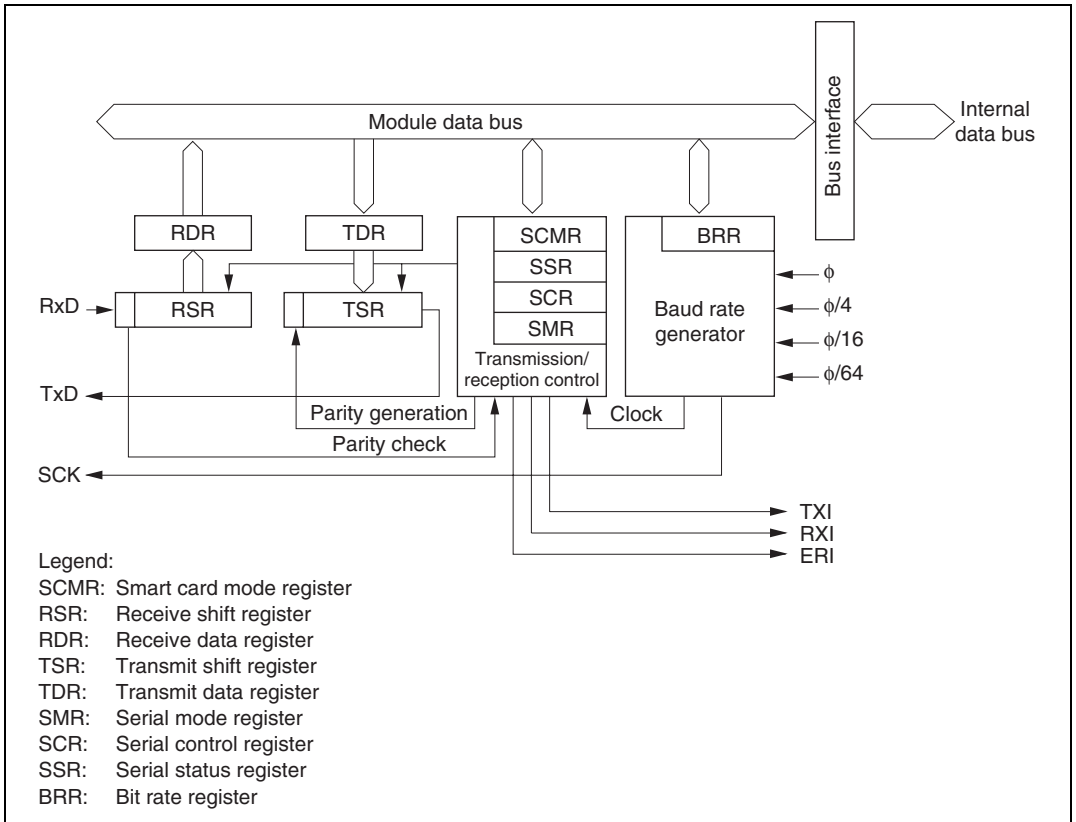 Module data bus
Bus interface
Internal
data bus
RDR
TDR
SCMR
BRR
SSR
SCR
SMR
RxD
RSR
TSR
Baud rate
generator
ϕ
ϕ/4
ϕ/16
ϕ/64
Transmission/
reception control
TxD
Parity generation
Clock
Parity check
SCK
TXI
RXI
ERI
Legend:
SCMR: Smart card mode register
RSR: Receive shift register
RDR: Receive data register
TSR: Transmit shift register
TDR: Transmit data register
SMR: Serial mode register
SCR: Serial control register
SSR: Serial status register
BRR: Bit rate register